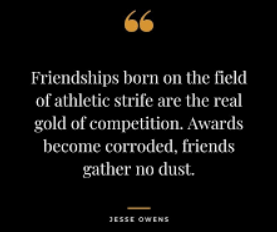 “
Friendships born on the field
of athletic strife are the real
gold of competition. Awards
become corroded, friends
gather no dust.
JESSE OWENS